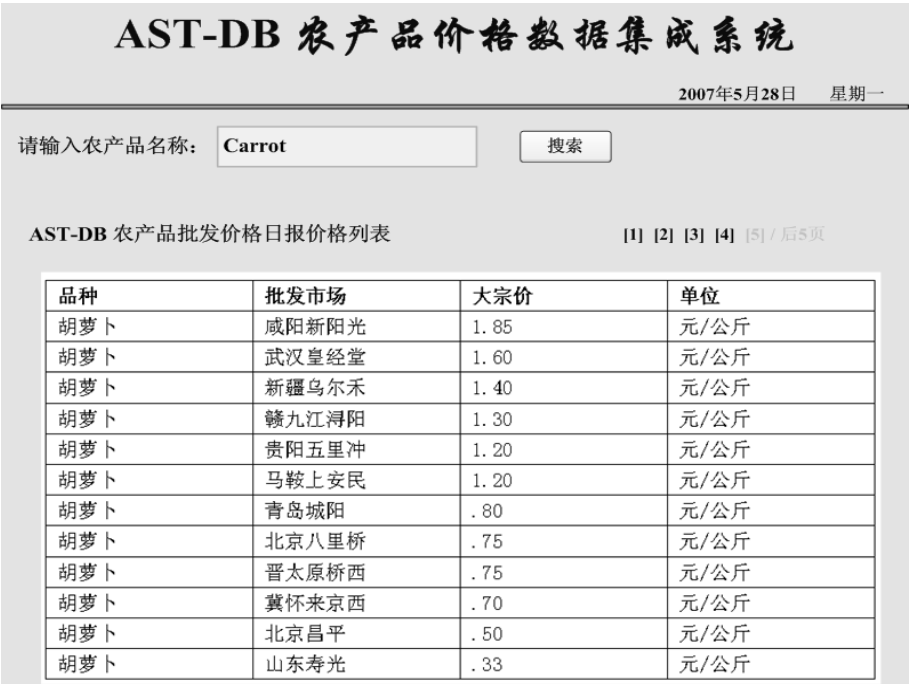 AST-DB 农产品价格数据集成系统
2007年5月28日 星期一
请输入农产品名称： Carrot 搜索
AST-DB 农产品批发价格日报价格列表 [1] [2] [3] [4] [5] / 后5页
品种 批发市场 大宗价 单位
胡萝卜 咸阳新阳光 1.85 元/公斤
胡萝卜 武汉皇经堂 1.60 元/公斤
胡萝卜 新疆乌尔禾 1.40 元/公斤
胡萝卜 赣九江浔阳 1.30 元/公斤
胡萝卜 贵阳五里冲 1.20 元/公斤
胡萝卜 马鞍上安民 1.20 元/公斤
胡萝卜 青岛城阳 .80 元/公斤
胡萝卜 北京八里桥 .75 元/公斤
胡萝卜 晋太原桥西 .75 元/公斤
胡萝卜 冀怀来京西 .70 元/公斤
胡萝卜 北京昌平 .50 元/公斤
胡萝卜 山东寿光 .33 元/公斤